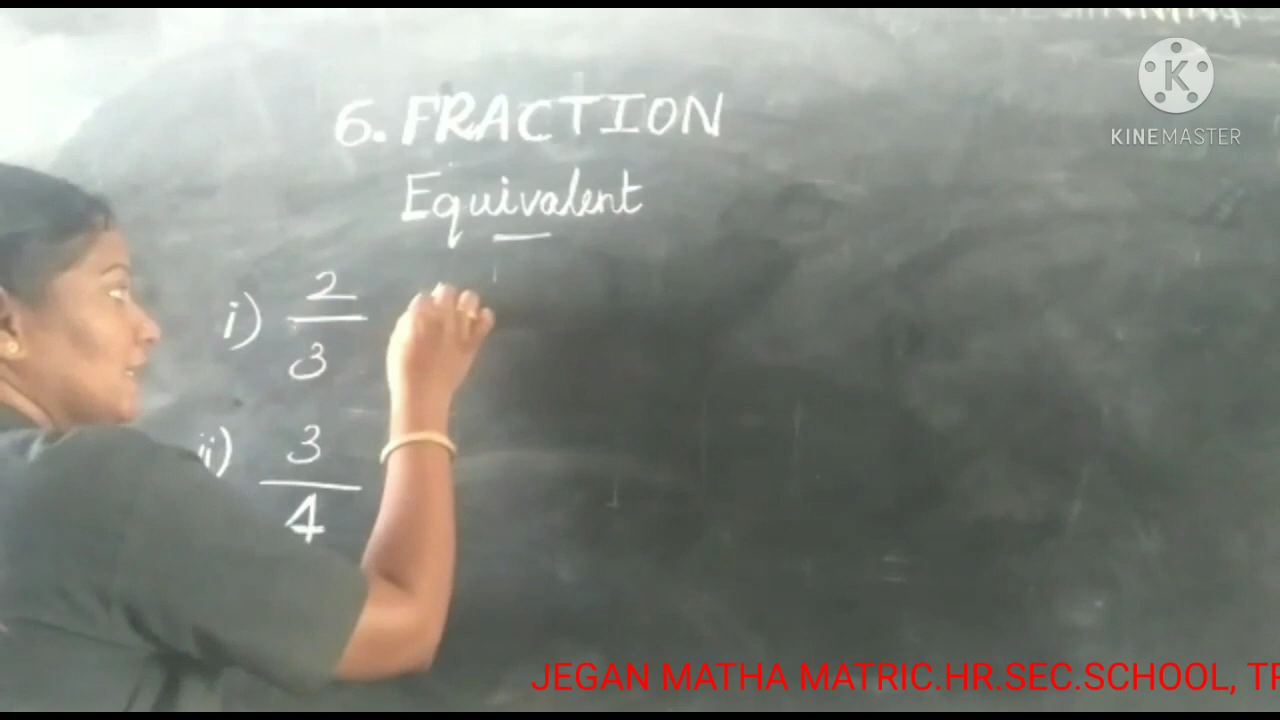 KINEMASTER
6. FRACTION
Equivalent
i) 2/3
ii) 3/4
JEGAN MATHA MATRIC.HR.SEC.SCHOOL,